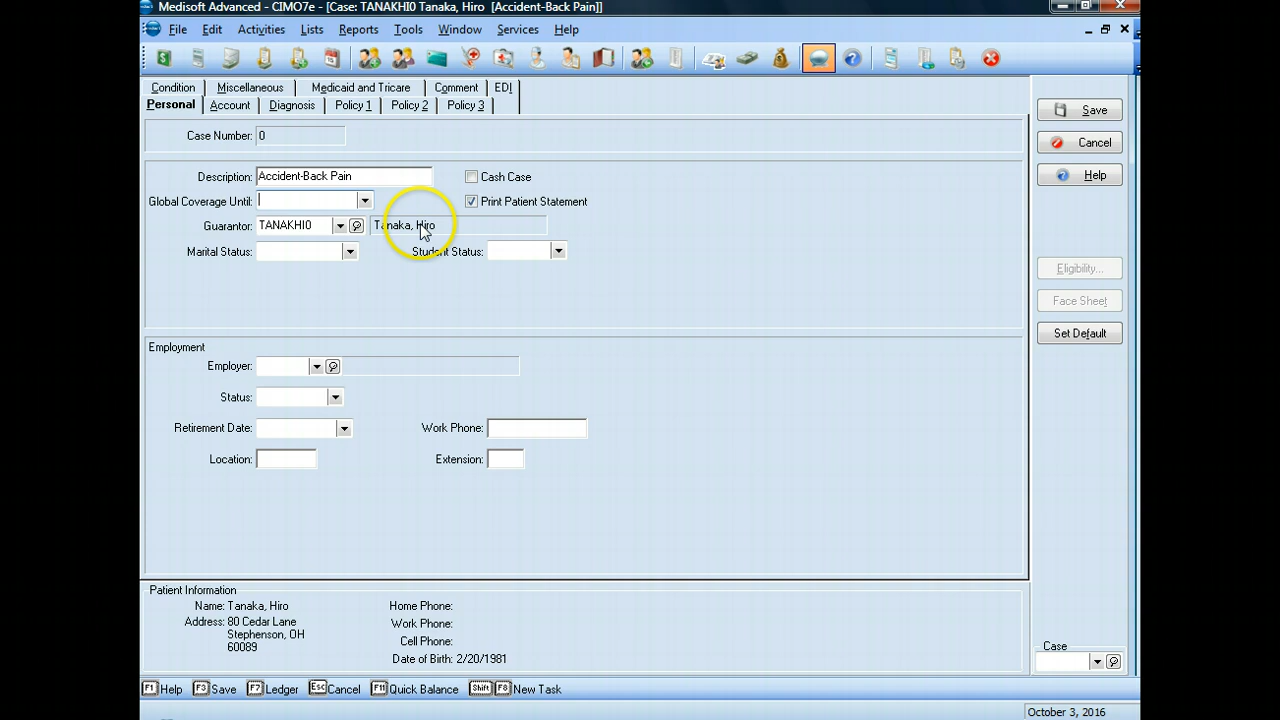 Medisoft Advanced - CIMO7e - [Case: TANAKHI0 Tanaka, Hiro [Accident-Back Pain]]
File Edit Activities Lists Reports Tools Window Services Help
Condition Miscellaneous Medicaid and Tricare Comment EDI
Personal Account Diagnosis Policy 1 Policy 2 Policy 3
Case Number: 0
Description: Accident-Back Pain Cash Case
Global Coverage Until: Print Patient Statement
Guarantor: TANAKHI0 Tanaka, Hiro
Marital Status: Student Status:
Employment
Employer:
Status:
Retirement Date: Work Phone:
Location: Extension:
Save
Cancel
Help
Eligibility...
Face Sheet
Set Default
Patient Information
Name: Tanaka, Hiro Home Phone:
Address: 80 Cedar Lane Work Phone:
Stephenson, OH Cell Phone:
60089
Date of Birth: 2/20/1981
Case
F1 Help F3 Save F7 Ledger Esc Cancel F11 Quick Balance Shift F8 New Task
October 3, 2016